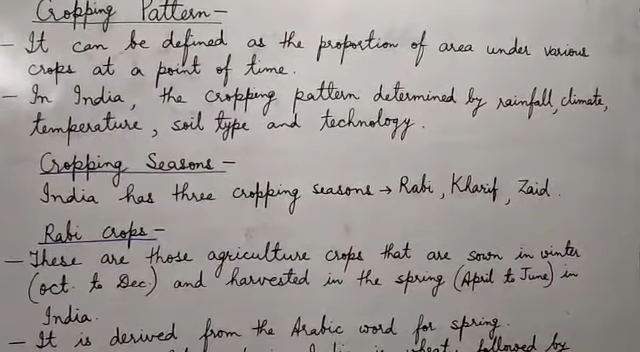 Cropping Pattern -
- It can be defined as the proportion of area under various
crops at a point of time.
- In India, the cropping pattern determined by rainfall, climate,
temperature, soil type and technology.
Cropping Seasons -
India has three cropping seasons → Rabi, Kharif, Zaid.
Rabi crops -
- These are those agriculture crops that are sown in winter
(oct. to Dec.) and harvested in the spring (April to June) in
India.
- It is derived from the Arabic word for spring.
wheat followed by